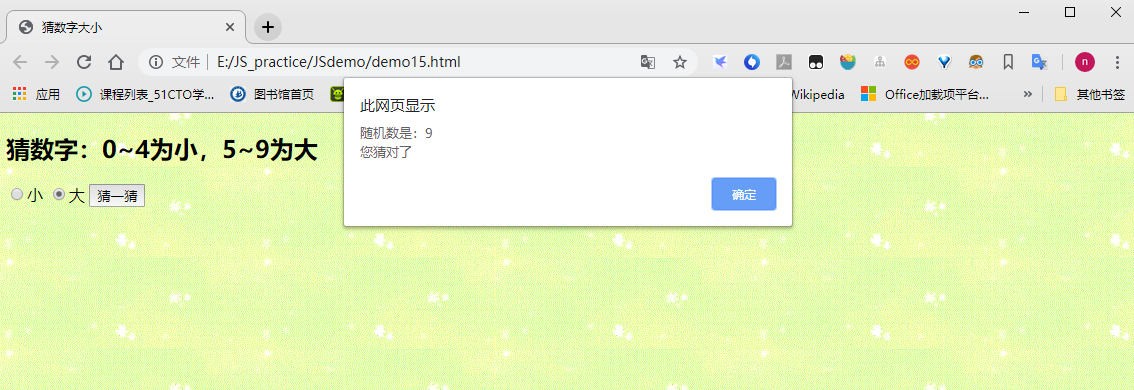 猜数字大小
文件 E:/JS_practice/JSdemo/demo15.html
n
应用 课程列表_51CTO学... 图书馆首页 Wikipedia Office加载项平台... » 其他书签
此网页显示
随机数是：9
您猜对了
确定
猜数字：0~4为小，5~9为大
小 大 猜一猜